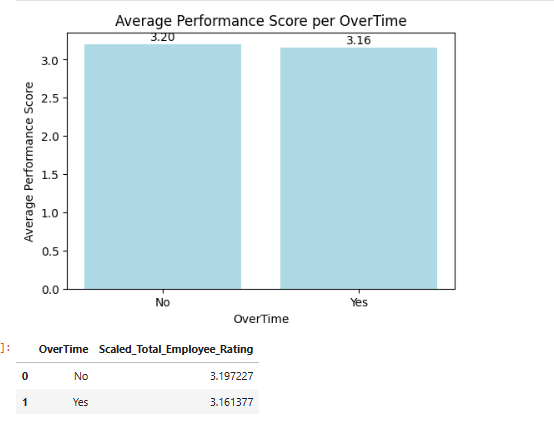 Average Performance Score per OverTime
3.20
3.16
3.0
2.5
2.0
1.5
1.0
0.5
0.0
Average Performance Score
No Yes
OverTime
]:
OverTime Scaled_Total_Employee_Rating
0 No 3.197227
1 Yes 3.161377